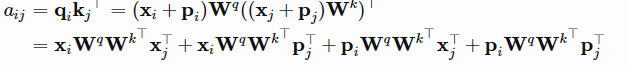 a_{ij} = \mathbf{q}_i {\mathbf{k}_j}^\top = (\mathbf{x}_i + \mathbf{p}_i)\mathbf{W}^q((\mathbf{x}_j + \mathbf{p}_j)\mathbf{W}^k)^\top
= \mathbf{x}_i\mathbf{W}^q{\mathbf{W}^k}^\top\mathbf{x}_j^\top + \mathbf{x}_i\mathbf{W}^q{\mathbf{W}^k}^\top\mathbf{p}_j^\top + \mathbf{p}_i\mathbf{W}^q{\mathbf{W}^k}^\top\mathbf{x}_j^\top + \mathbf{p}_i\mathbf{W}^q{\mathbf{W}^k}^\top\mathbf{p}_j^\top